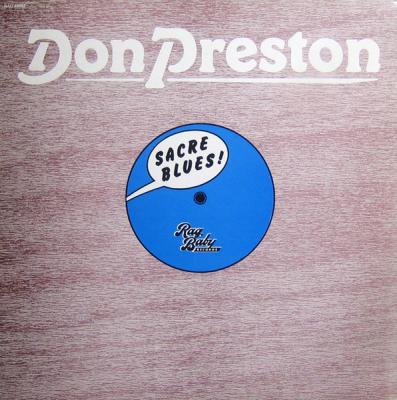 Don Preston
SACRE
BLUES!
Rag
Baby
RECORDS